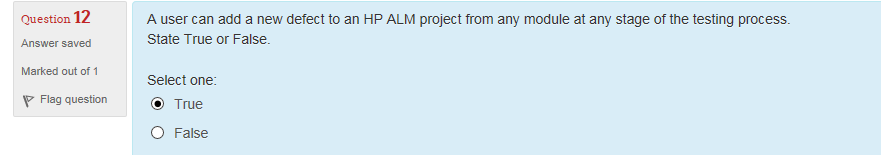 Question 12
Answer saved
Marked out of 1
Flag question
A user can add a new defect to an HP ALM project from any module at any stage of the testing process.
State True or False.
Select one:
True
False